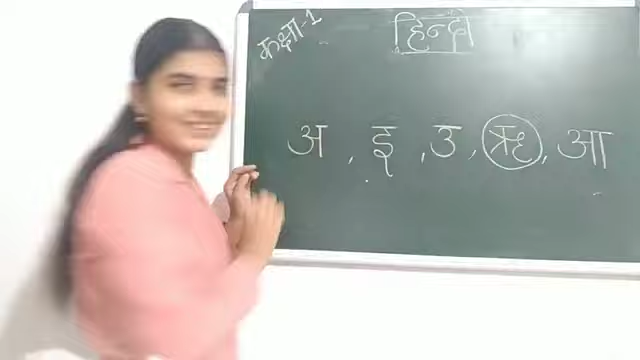 कक्षा-1
हिन्दी
अ, इ, उ, ऋ, आ